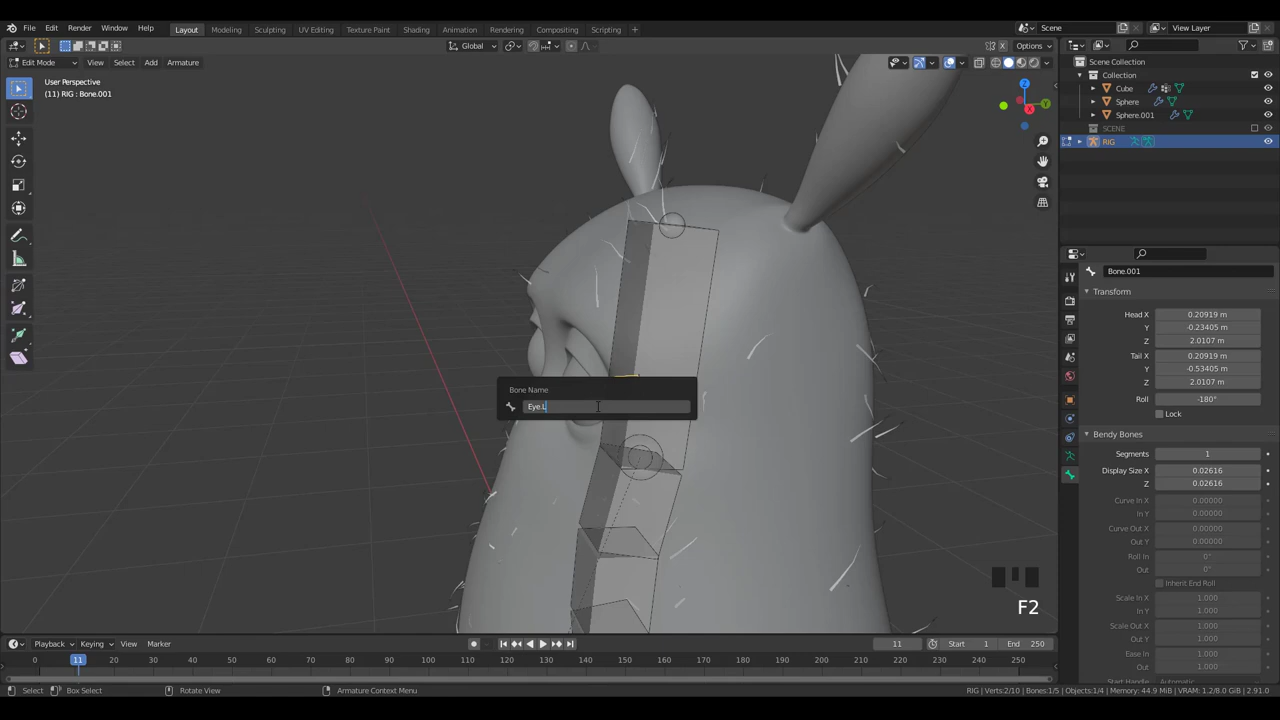 File Edit Render Window Help Layout Modeling Sculpting UV Editing Texture Paint Shading Animation Rendering Compositing Scripting + Scene View Layer
Global Options
Edit Mode View Select Add Armature
User Perspective
(11) RIG : Bone.001
Scene Collection
Collection
Cube
Sphere
Sphere.001
SCENE
RIG
Bone.001
Transform
Head X 0.20919 m
Y -0.23405 m
Z 2.0107 m
Tail X 0.20919 m
Y -0.53405 m
Z 2.0107 m
Roll -180°
Lock
Bendy Bones
Segments 1
Display Size X 0.02616
Z 0.02616
Curve In X 0.00000
In Y 0.00000
Curve Out X 0.00000
Out Y 0.00000
Roll In 0°
Out 0°
Inherit End Roll
Scale In X 1.000
In Y 1.000
Scale Out X 1.000
Out Y 1.000
Ease In 1.000
Out 1.000
Start Handle Automatic
Bone Name
Eye.L
X Y Z
F2
Playback Keying View Marker 11 Start 1 End 250
0 11 20 30 40 50 60 70 80 90 100 110 120 130 140 150 160 170 180 190 200 210 220 230 240 250
Select Box Select Rotate View Armature Context Menu RIG | Verts:2/10 | Bones:1/5 | Objects:1/4 | Memory: 44.9 MiB | VRAM: 1.2/8.0 GiB | 2.91.0